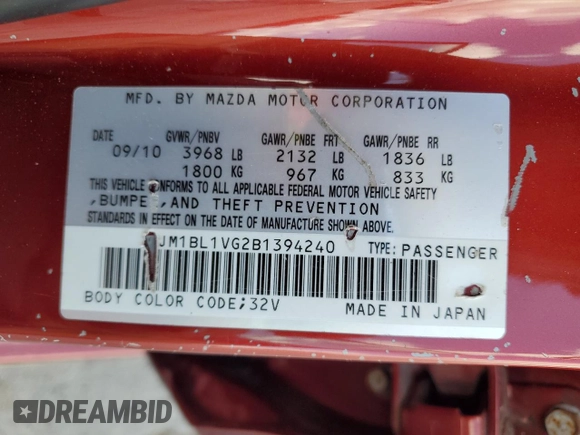 MFD. BY MAZDA MOTOR CORPORATION
DATE GVWR/PNBV GAWR/PNBE FRT GAWR/PNBE RR
09/10 3968 LB 2132 LB 1836 LB
1800 KG 967 KG 833 KG
THIS VEHICLE CONFORMS TO ALL APPLICABLE FEDERAL MOTOR VEHICLE SAFETY
,BUMPER,AND THEFT PREVENTION
STANDARDS IN EFFECT ON THE DATE OF MANUFACTURE SHOWN ABOVE.
JM1BL1VG2B1394240 TYPE: PASSENGER
BODY COLOR CODE;32V MADE IN JAPAN
DREAMBID